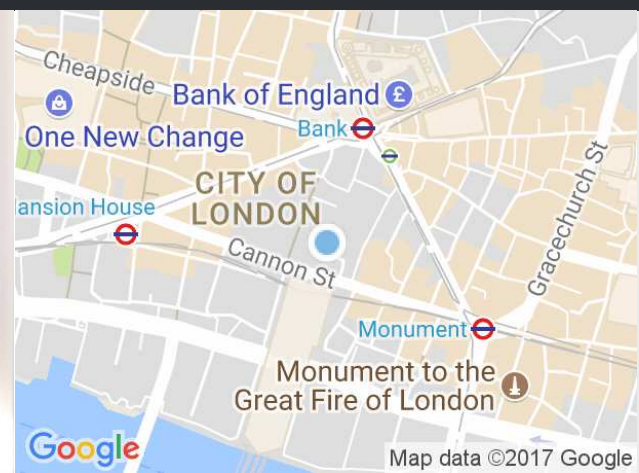 Cheapside
Bank of England £
One New Change
Bank
CITY OF
LONDON
ansion House
Cannon St
Gracechurch St
Monument
Monument to the
Great Fire of London
Google
Map data ©2017 Google